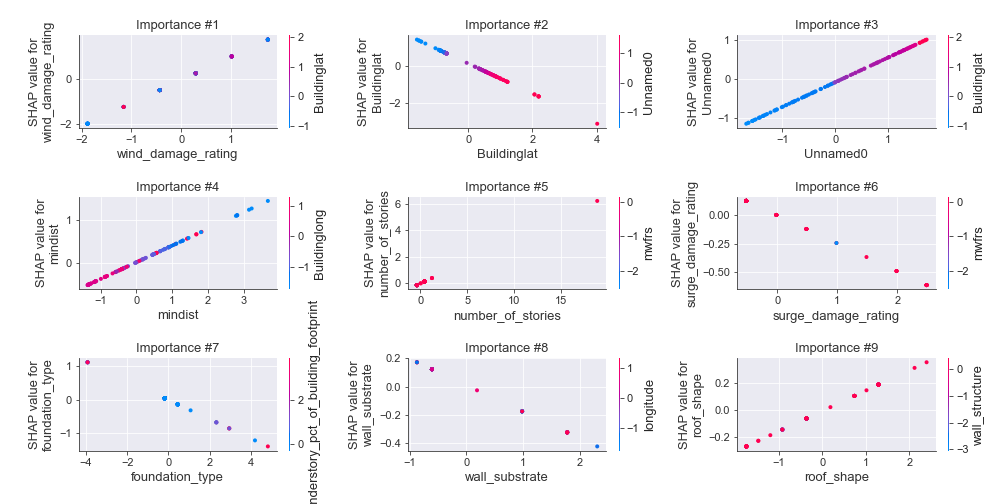 Importance #1
Importance #2
Importance #3
SHAP value for
wind_damage_rating
0
−2
−2
−1
0
1
wind_damage_rating
2
1
0
−1
Buildinglat
SHAP value for
Buildinglat
0
−2
0
2
4
Buildinglat
1
0
−1
Unnamed0
SHAP value for
Unnamed0
1
0
−1
−1
0
1
Unnamed0
2
1
0
−1
Buildinglat
Importance #4
Importance #5
Importance #6
SHAP value for
mindist
1
0
−1
0
1
2
3
mindist
1
0
−1
Buildinglong
SHAP value for
number_of_stories
6
4
2
0
0
5
10
15
number_of_stories
0
−1
−2
mwfrs
SHAP value for
surge_damage_rating
0.00
−0.25
−0.50
0
1
2
surge_damage_rating
0
−1
−2
mwfrs
Importance #7
Importance #8
Importance #9
SHAP value for
foundation_type
1
0
−1
−4
−2
0
2
4
foundation_type
2
0
nderstory_pct_of_building_footprint
SHAP value for
wall_substrate
0.2
0.0
−0.2
−0.4
−1
0
1
2
wall_substrate
1
0
−1
longitude
SHAP value for
roof_shape
0.2
0.0
−0.2
−1
0
1
2
roof_shape
0
−1
−2
−3
wall_structure